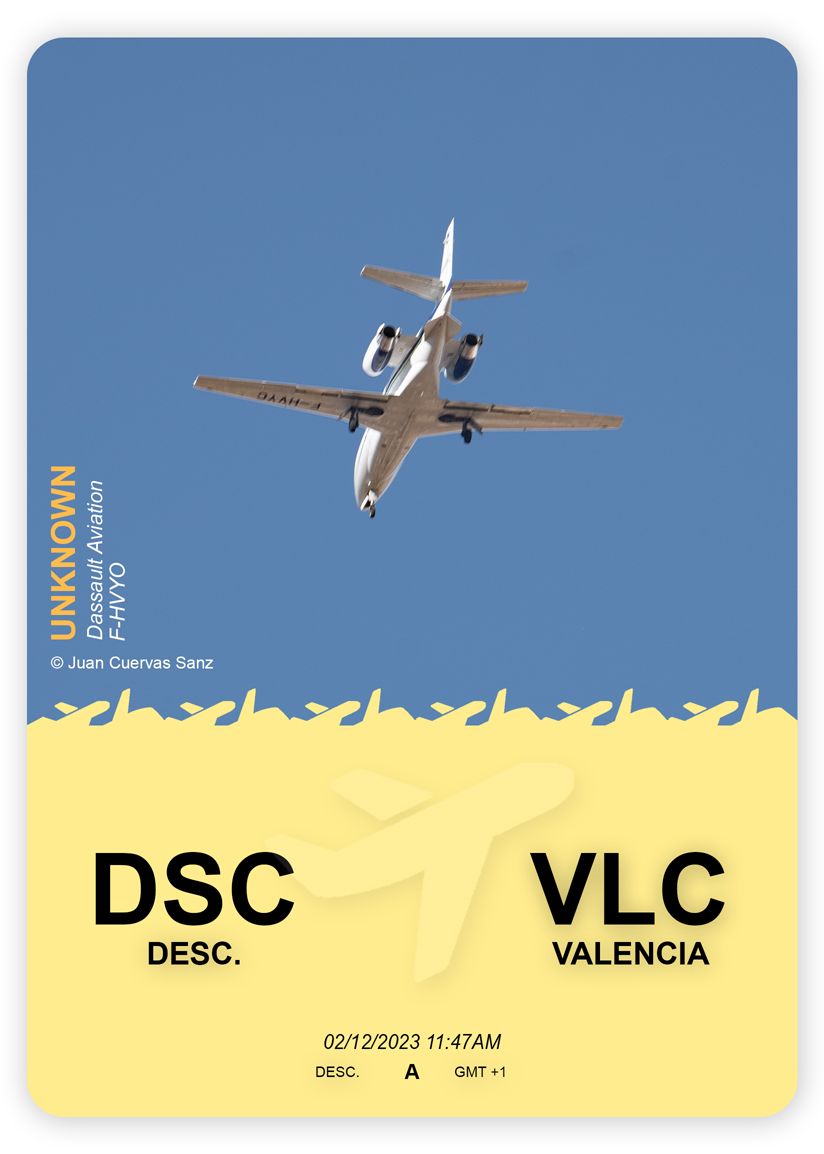 F-HVYO
UNKNOWN
Dassault Aviation
F-HVYO
© Juan Cuervas Sanz
DSC
VLC
DESC.
VALENCIA
02/12/2023 11:47AM
DESC.
A
GMT +1